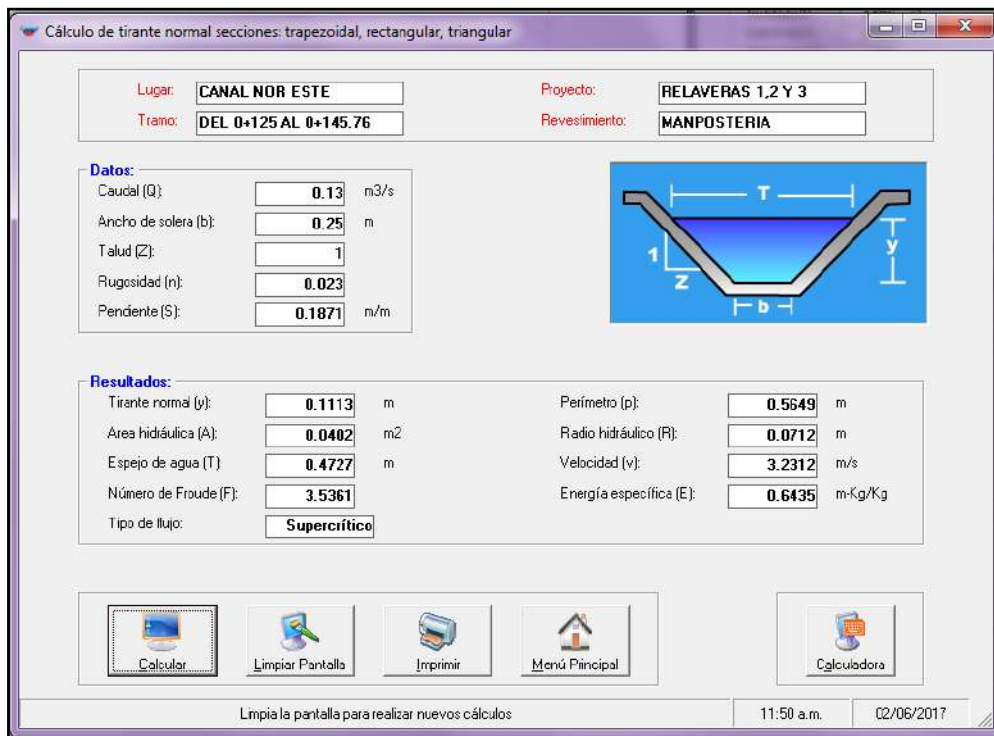 Cálculo de tirante normal secciones: trapezoidal, rectangular, triangular
Lugar: CANAL NOR ESTE Proyecto: RELAVERAS 1,2 Y 3
Tramo: DEL 0+125 AL 0+145.76 Revestimiento: MANPOSTERIA
Datos:
Caudal (Q): 0.13 m3/s
Ancho de solera (b): 0.25 m
Talud (Z): 1
Rugosidad (n): 0.023
Pendiente (S): 0.1871 m/m
T
1
Z
b
y
Resultados:
Tirante normal (y): 0.1113 m Perímetro (p): 0.5649 m
Area hidráulica (A): 0.0402 m2 Radio hidráulico (R): 0.0712 m
Espejo de agua (T): 0.4727 m Velocidad (v): 3.2312 m/s
Número de Froude (F): 3.5361 Energía específica (E): 0.6435 m-Kg/Kg
Tipo de flujo: Supercrítico
Calcular Limpiar Pantalla Imprimir Menú Principal Calculadora
Limpia la pantalla para realizar nuevos cálculos 11:50 a.m. 02/06/2017